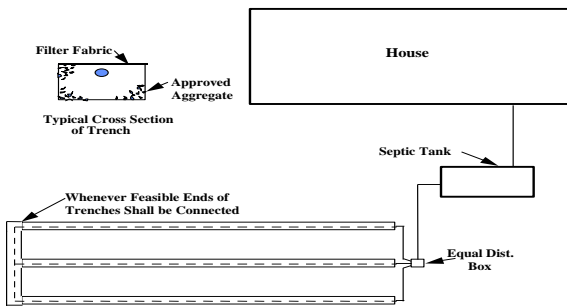 House
Filter Fabric
Approved
Aggregate
Typical Cross Section
of Trench
Septic Tank
Whenever Feasible Ends of
Trenches Shall be Connected
Equal Dist.
Box